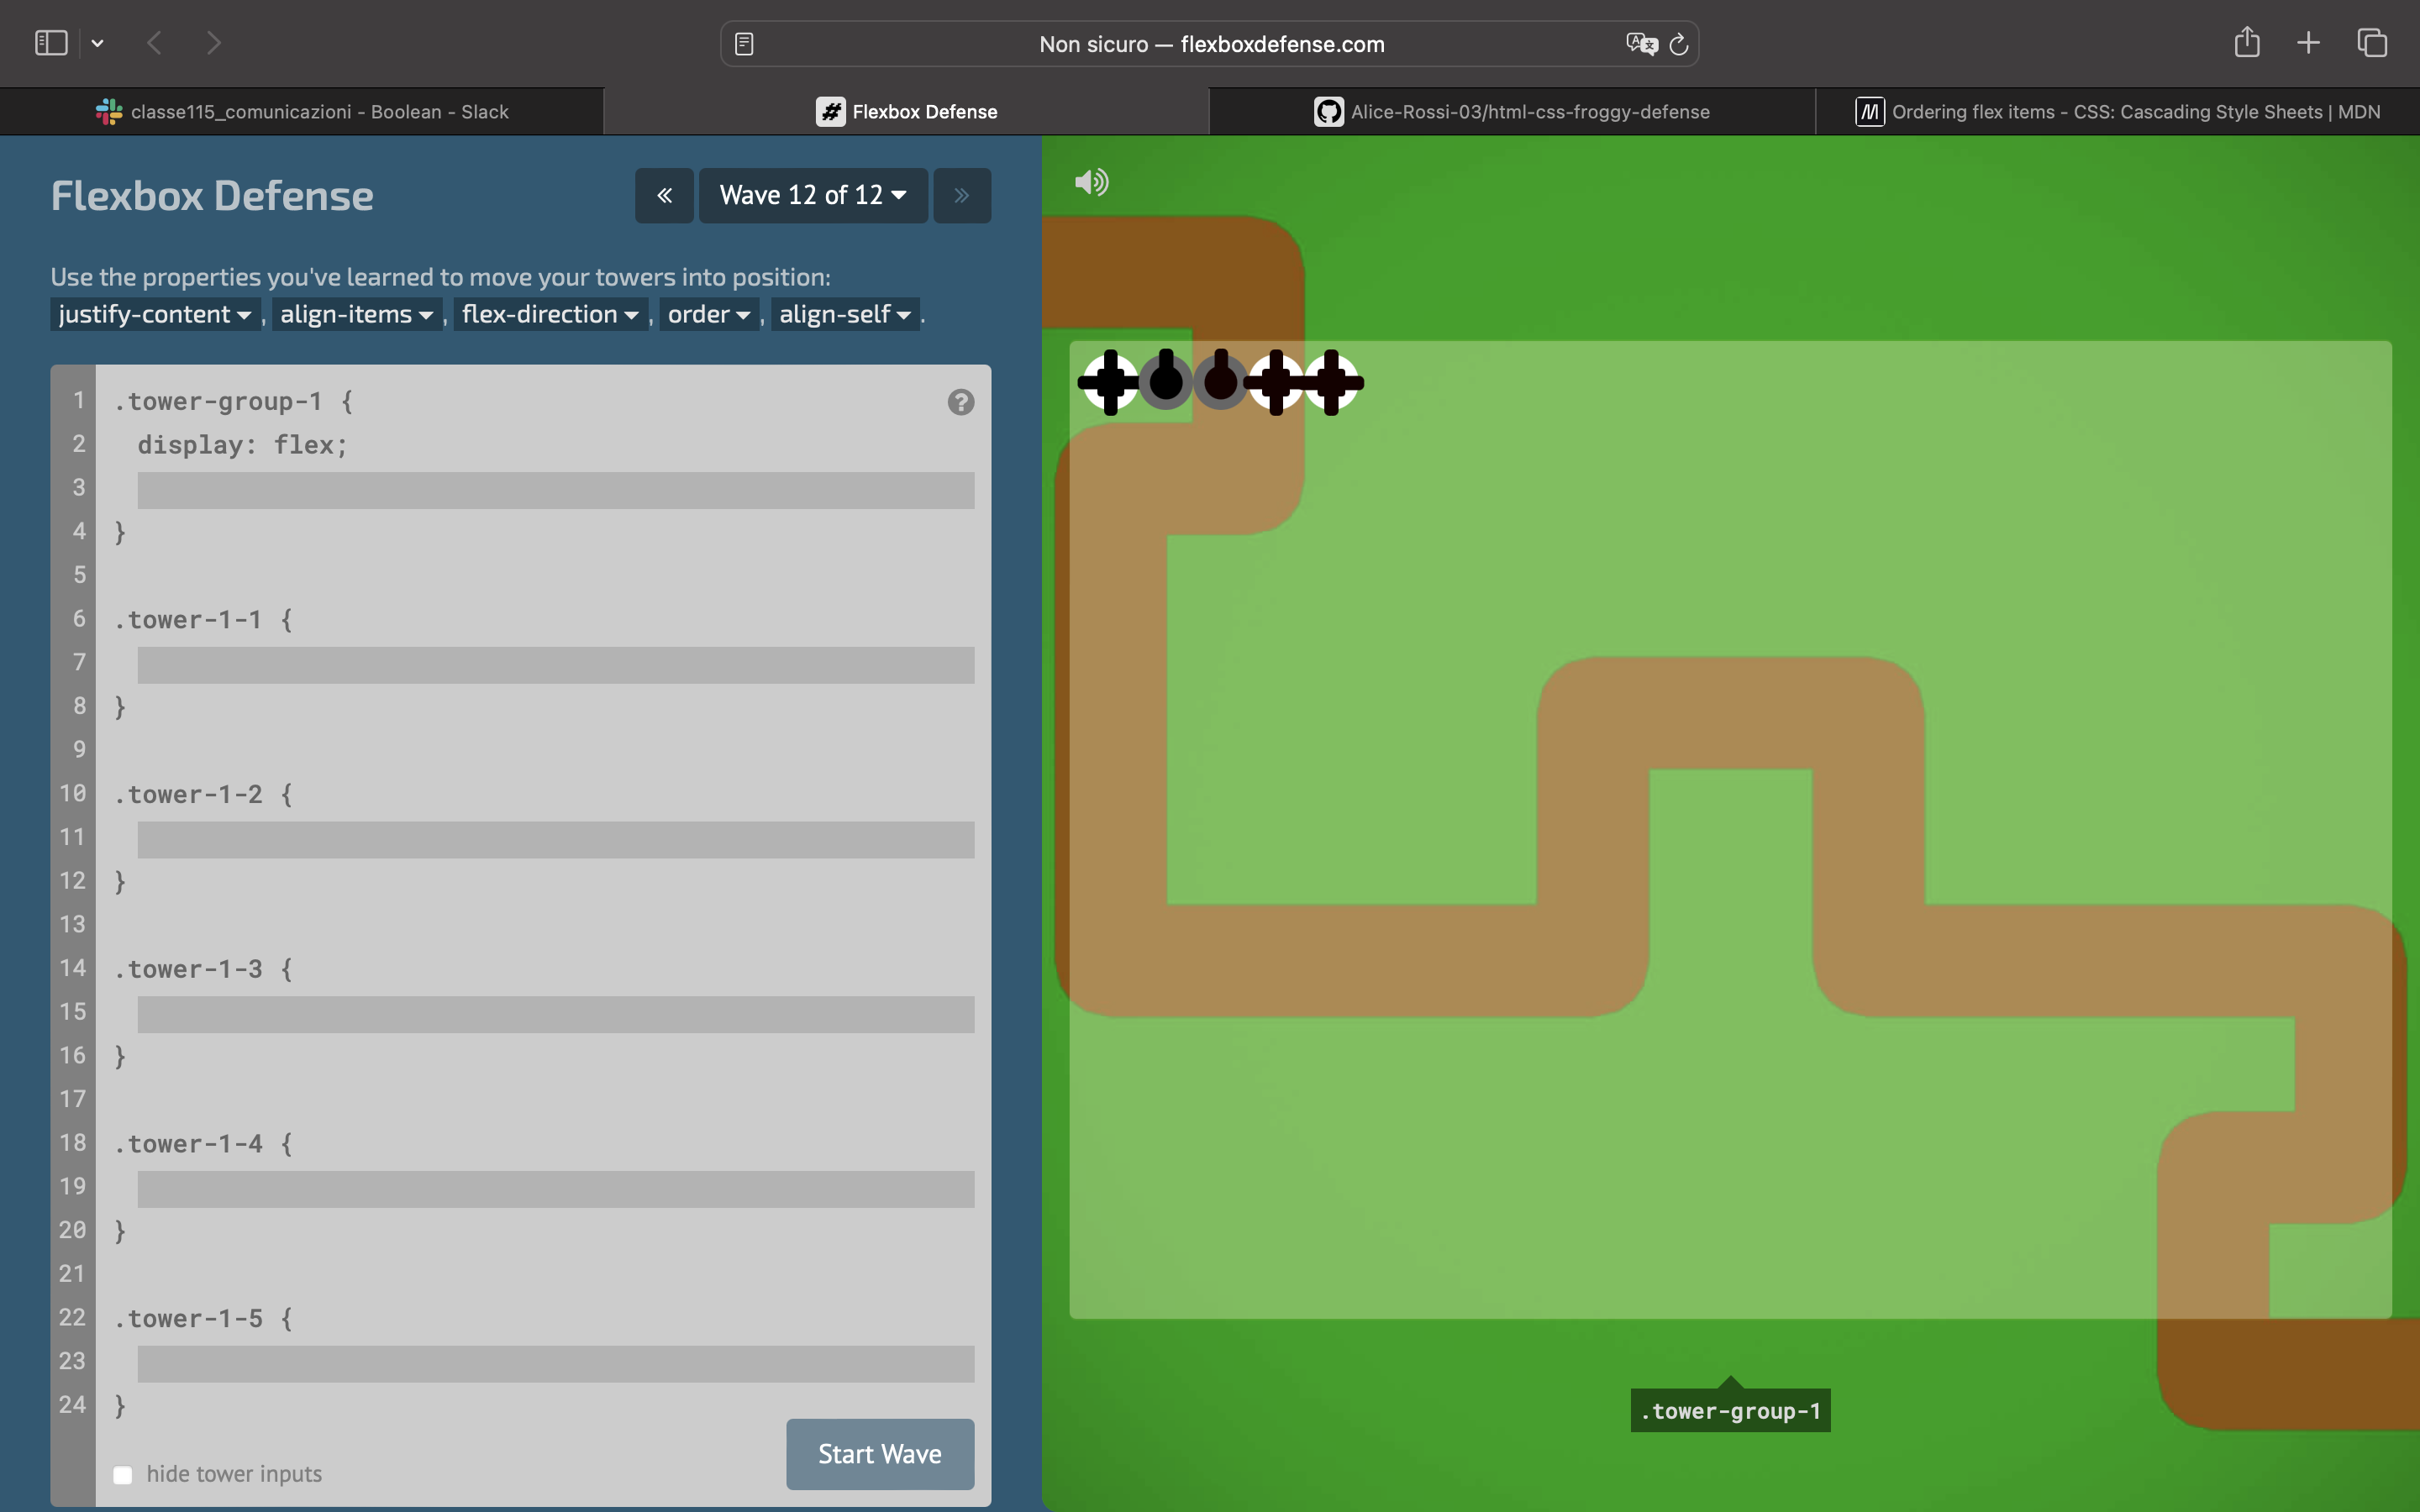 Non sicuro — flexboxdefense.com
classe115_comunicazioni - Boolean - Slack
Flexbox Defense
Alice-Rossi-03/html-css-froggy-defense
Ordering flex items - CSS: Cascading Style Sheets | MDN
Flexbox Defense
« Wave 12 of 12 »
Use the properties you've learned to move your towers into position:
justify-content , align-items , flex-direction , order , align-self .
1 .tower-group-1 { ?
2 display: flex;
3
4 }
5
6 .tower-1-1 {
7
8 }
9
10 .tower-1-2 {
11
12 }
13
14 .tower-1-3 {
15
16 }
17
18 .tower-1-4 {
19
20 }
21
22 .tower-1-5 {
23
24 }
Start Wave
hide tower inputs
.tower-group-1